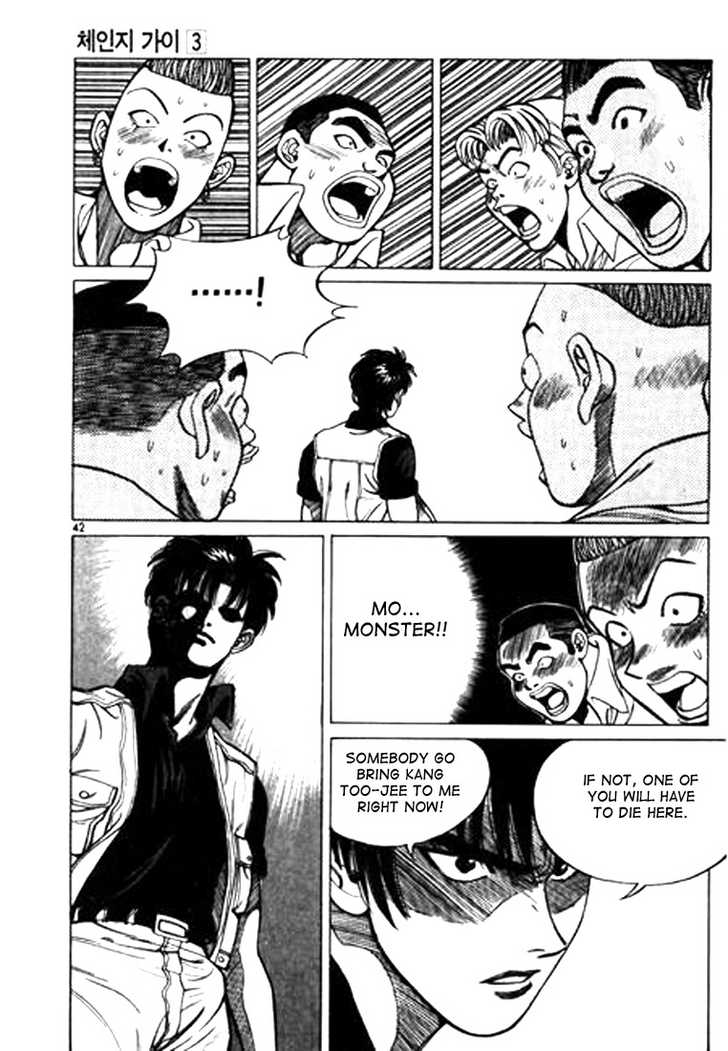 체인지 가이 3
......!
42
MO...
MONSTER!!
SOMEBODY GO
BRING KANG
TOO-JEE TO ME
RIGHT NOW!
IF NOT, ONE OF
YOU WILL HAVE
TO DIE HERE.